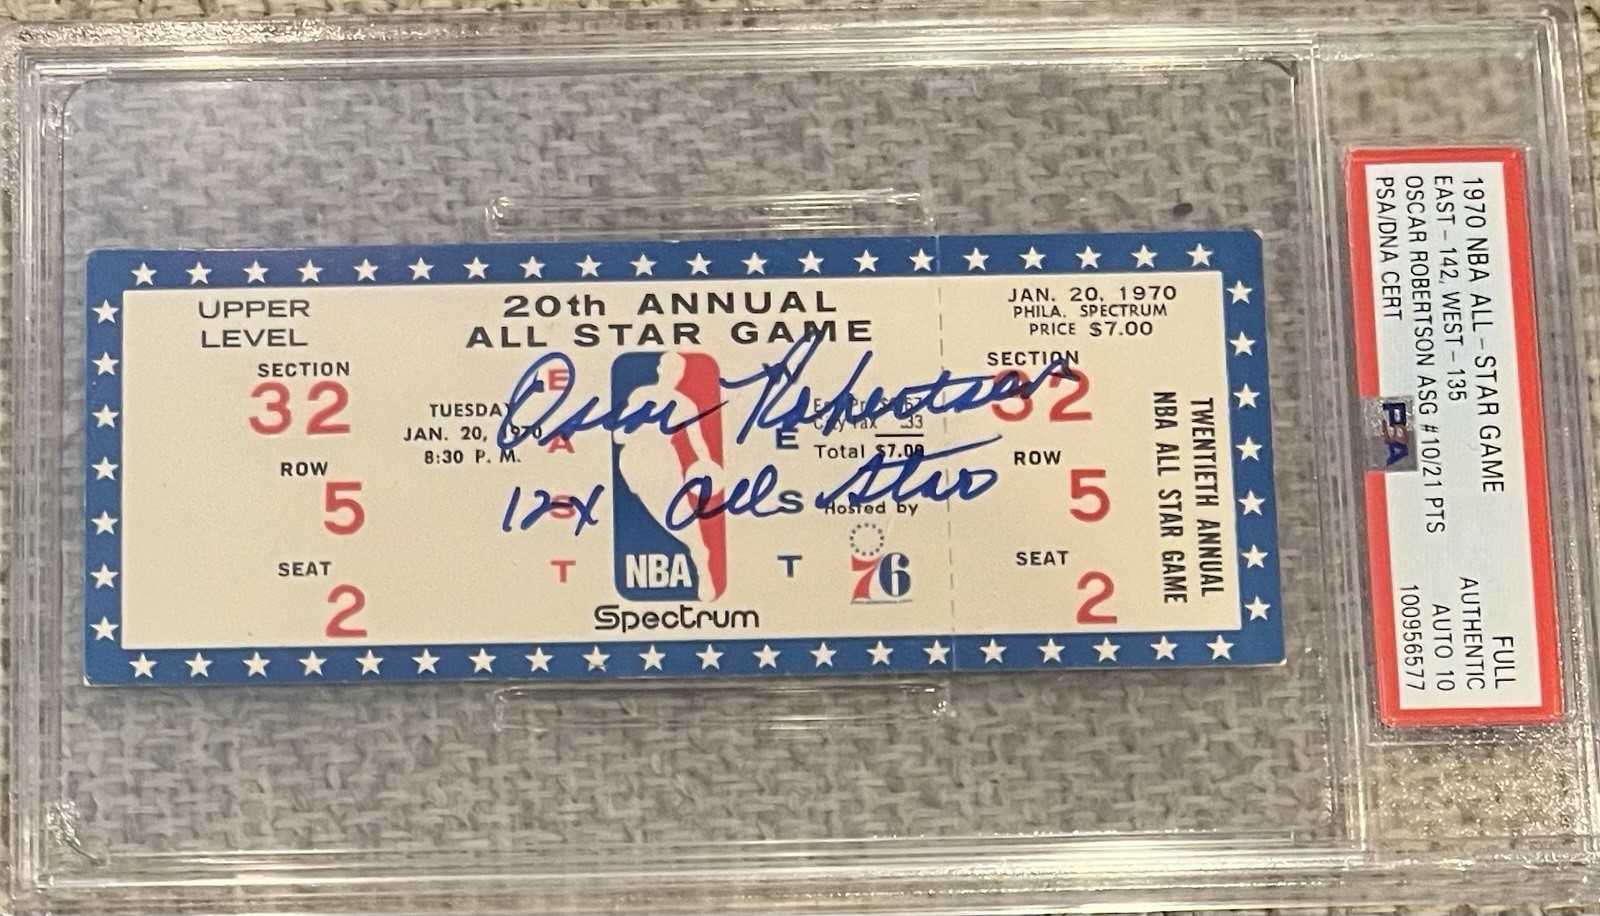 UPPER
LEVEL
SECTION
32
ROW
5
SEAT
2
20th ANNUAL
ALL STAR GAME
TUESDAY
JAN. 20, 1970
8:30 P. M.
E
A
S
T
NBA
Spectrum
E
S
T
Oscar Robertson
12x All Star
City Tax .33
Total $7.00
Hosted by
76
JAN. 20, 1970
PHILA. SPECTRUM
PRICE $7.00
SECTION
32
ROW
5
SEAT
2
TWENTIETH ANNUAL
NBA ALL STAR GAME
1970 NBA ALL-STAR GAME FULL
EAST-142, WEST-135 AUTHENTIC
OSCAR ROBERTSON ASG #10/21 PTS AUTO 10
PSA/DNA CERT 100956577
PSA